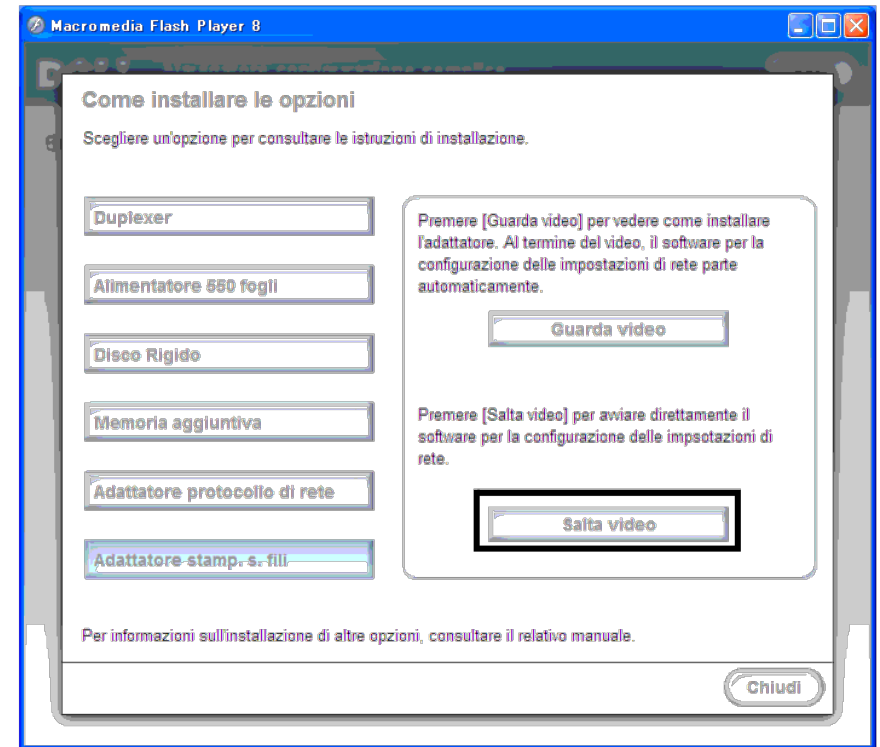 Macromedia Flash Player 8
Come installare le opzioni
Scegliere un'opzione per consultare le istruzioni di installazione.
Duplexer
Alimentatore 550 fogli
Disco Rigido
Memoria aggiuntiva
Adattatore protocollo di rete
Adattatore stamp. s. fili
Premere [Guarda video] per vedere come installare
l'adattatore. Al termine del video, il software per la
configurazione delle impostazioni di rete parte
automaticamente.
Guarda video
Premere [Salta video] per avviare direttamente il
software per la configurazione delle impsotazioni di
rete.
Salta video
Per informazioni sull'installazione di altre opzioni, consultare il relativo manuale.
Chiudi